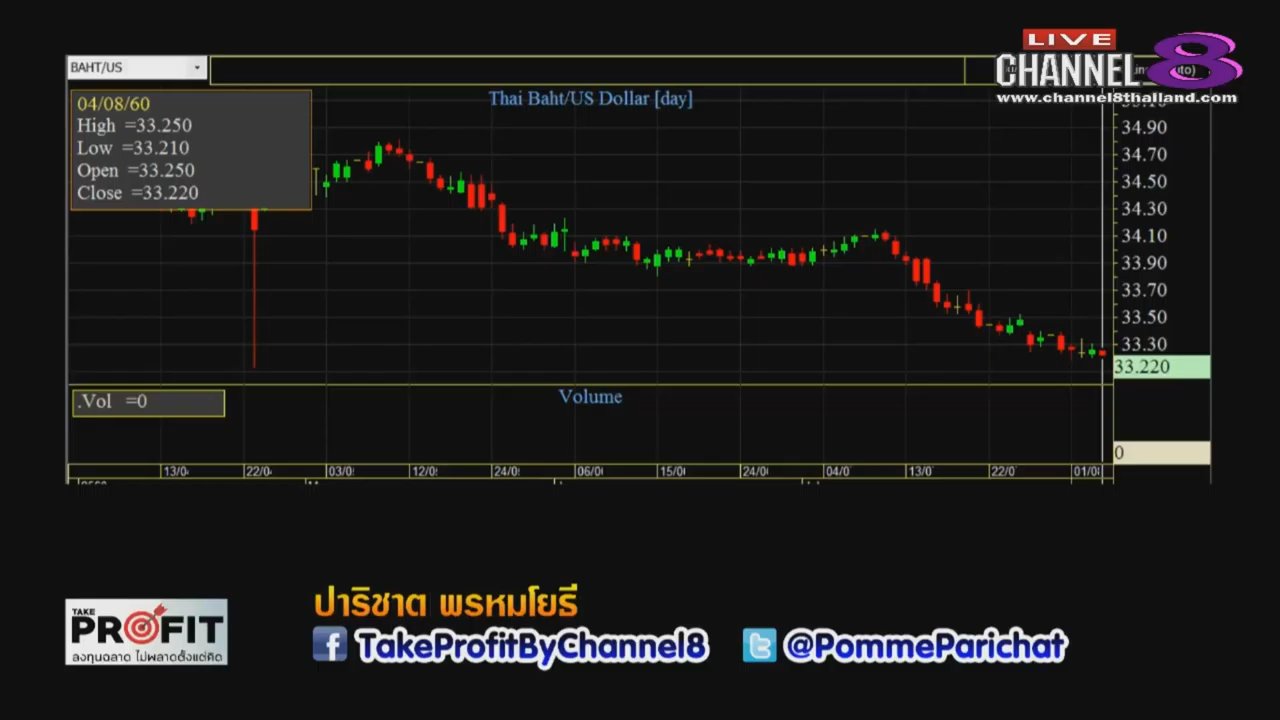 LIVE
CHANNEL 8
www.channel8thailand.com
BAHT/US
04/08/60
High =33.250
Low =33.210
Open =33.250
Close =33.220
Thai Baht/US Dollar [day]
34.90
34.70
34.50
34.30
34.10
33.90
33.70
33.50
33.30
33.220
.Vol =0
Volume
0
13/0 22/0 03/0 12/0 24/0 06/0 15/0 24/0 04/0 13/0 22/0 01/0
TAKE
PROFIT
ลงทุนฉลาด ไม่พลาดตั้งแต่คิด
ปาริชาต พรหมโยธี
TakeProfitByChannel8 @PommeParichat